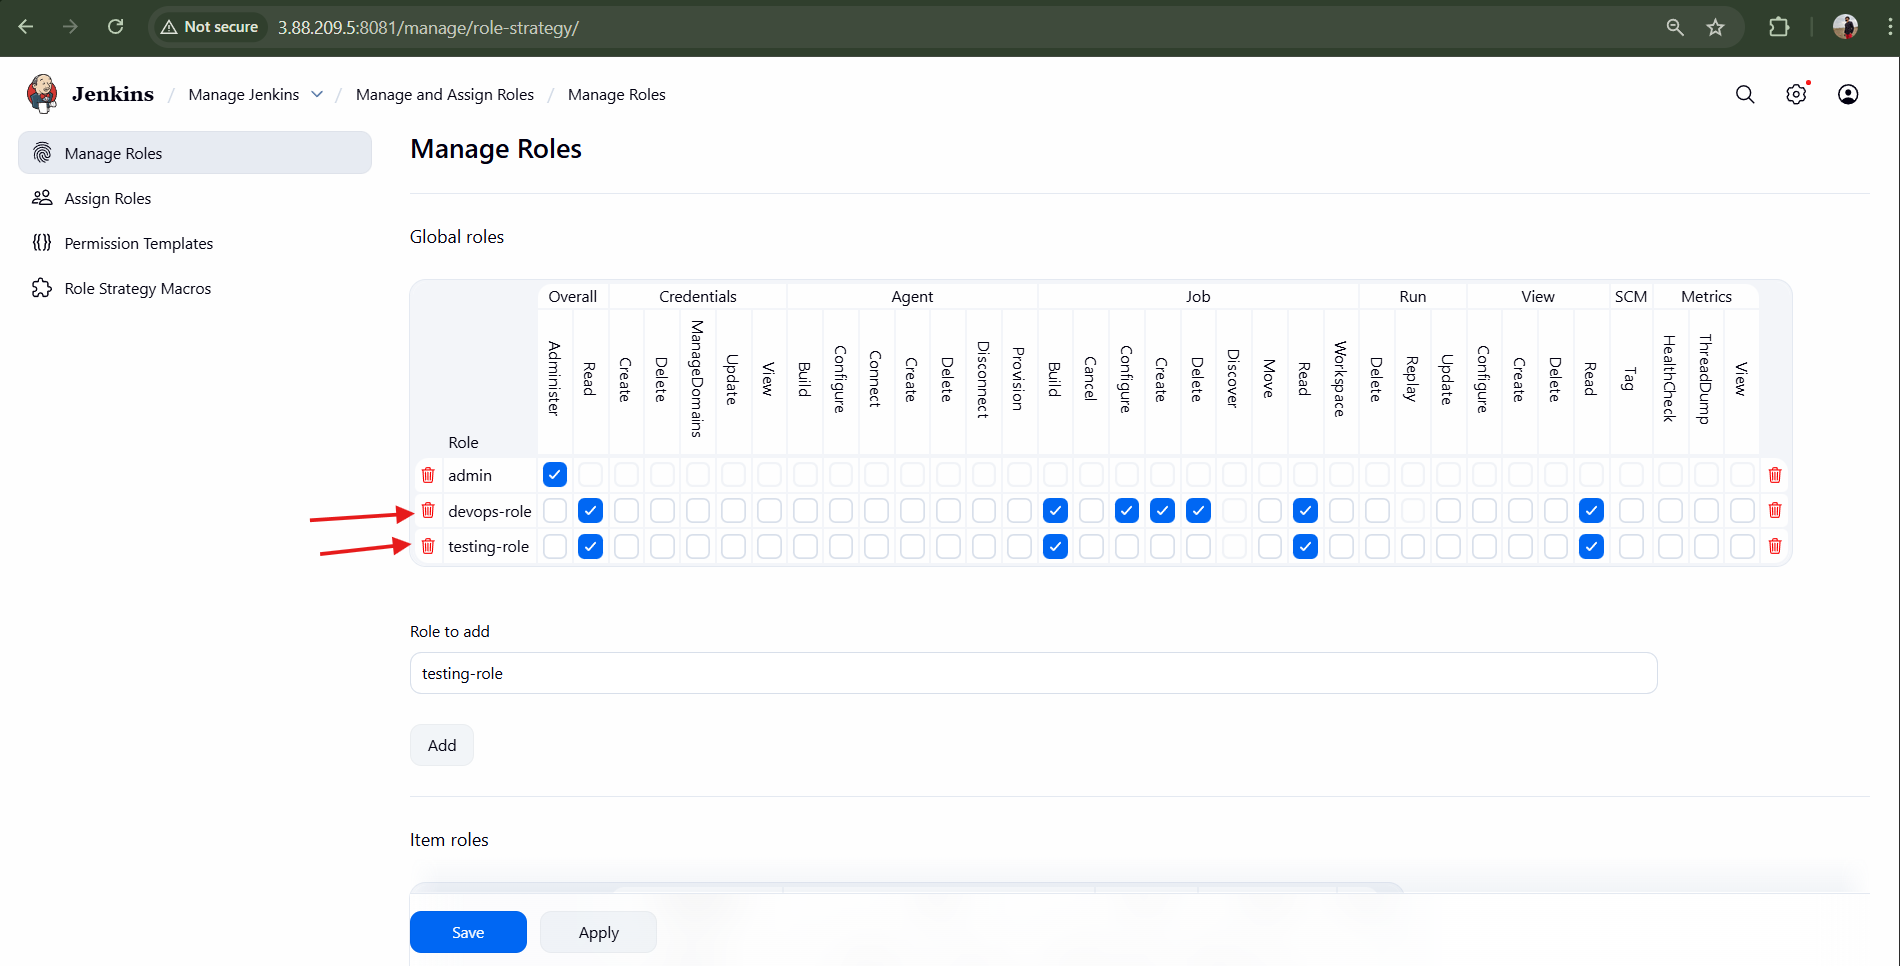 Not secure 3.88.209.5:8081/manage/role-strategy/
Jenkins / Manage Jenkins / Manage and Assign Roles / Manage Roles
Manage Roles
Assign Roles
Permission Templates
Role Strategy Macros
Manage Roles
Global roles
Overall Credentials Agent Job Run View SCM Metrics
Role Administer Read Create Delete ManageDomains Update View Build Configure Connect Create Delete Disconnect Provision Build Cancel Configure Create Delete Discover Move Read Workspace Delete Replay Update Configure Create Delete Read Tag HealthCheck ThreadDump View
admin
devops-role
testing-role
Role to add
testing-role
Add
Item roles
Save Apply